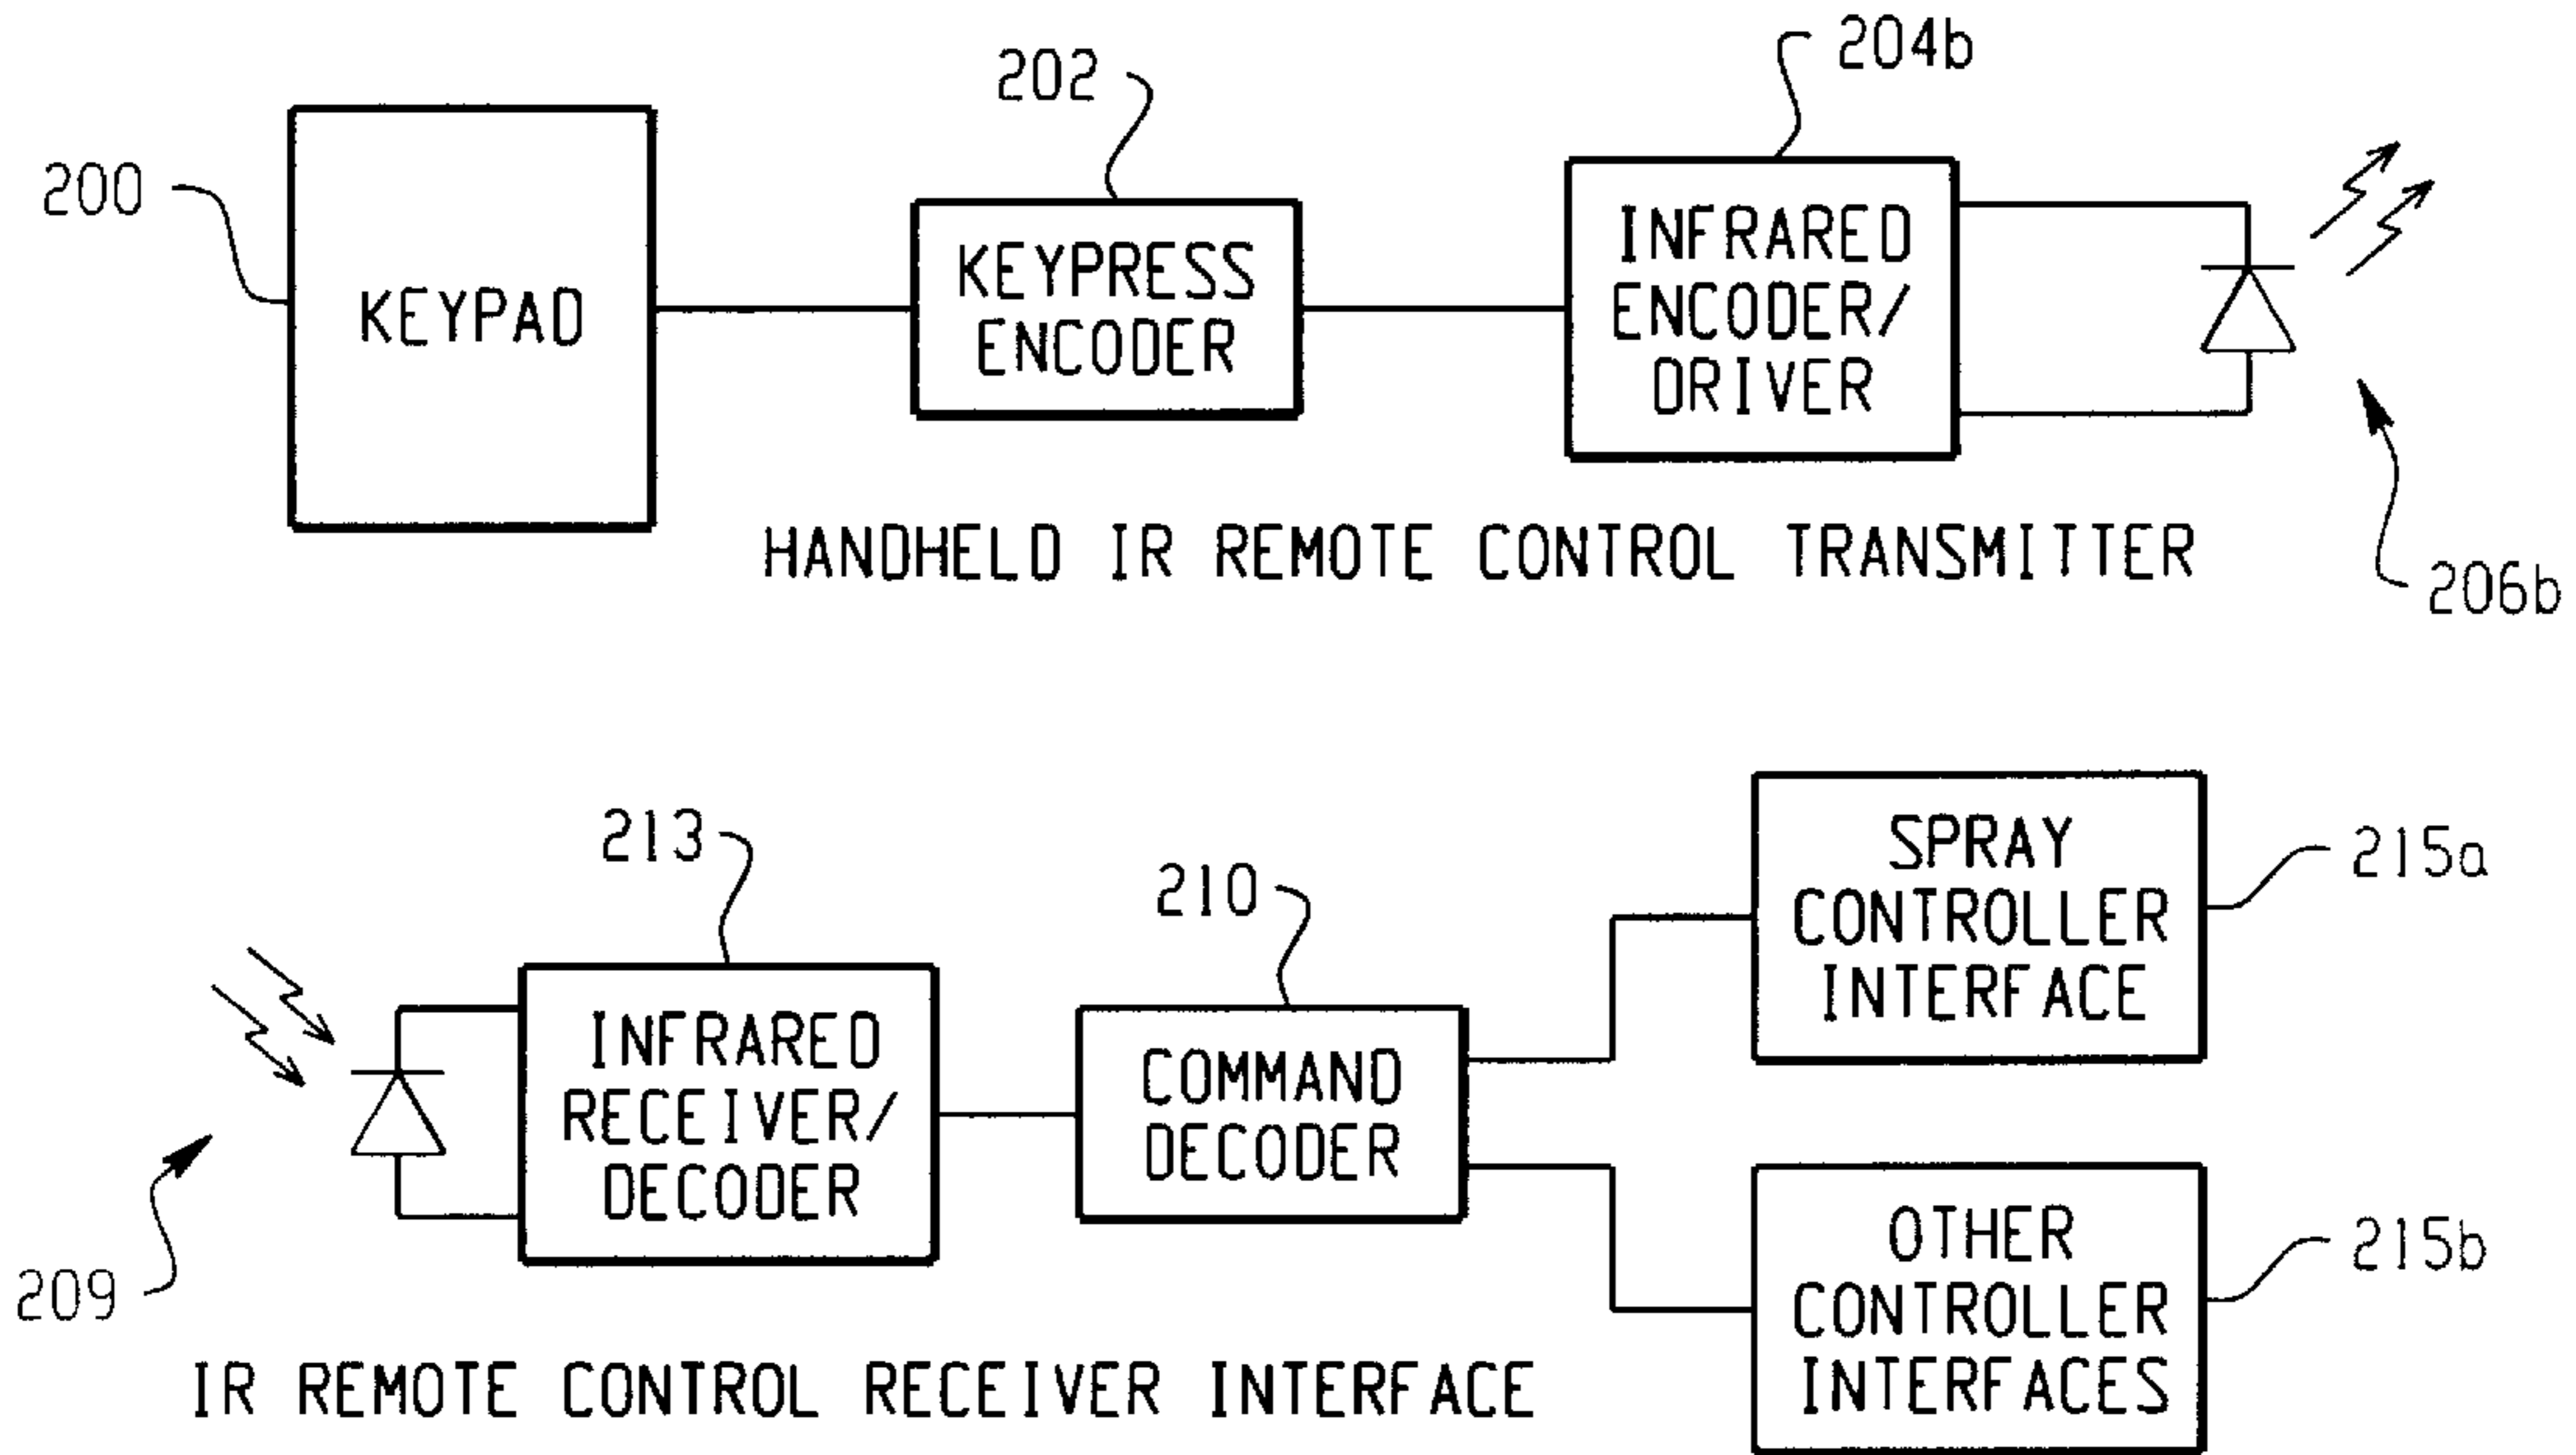 204b
202
200
KEYPAD
KEYPRESS
ENCODER
INFRARED
ENCODER/
DRIVER
HANDHELD IR REMOTE CONTROL TRANSMITTER
206b
213
210
SPRAY
CONTROLLER
INTERFACE
215a
INFRARED
RECEIVER/
DECODER
COMMAND
DECODER
OTHER
CONTROLLER
INTERFACES
215b
209
IR REMOTE CONTROL RECEIVER INTERFACE